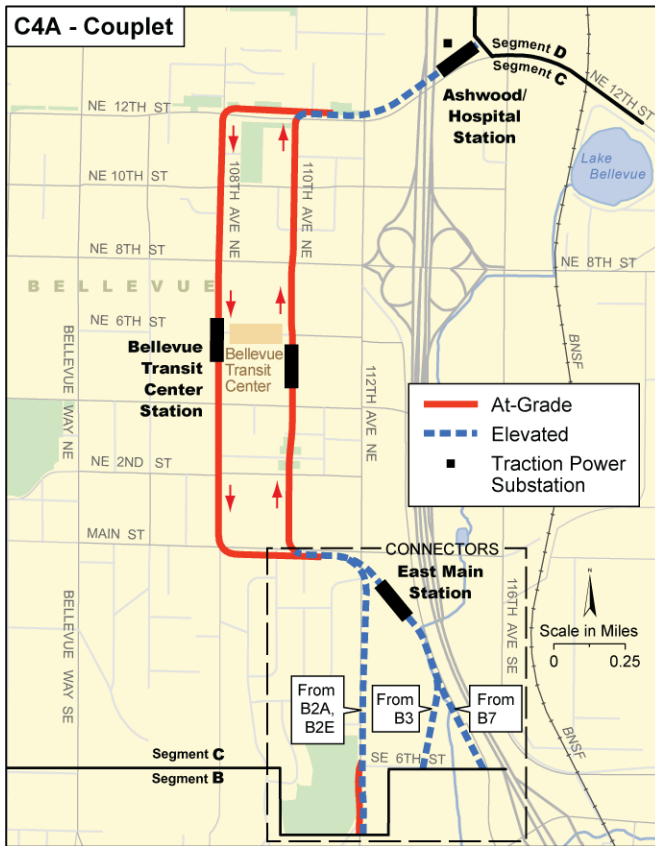 C4A - Couplet
Segment D
Segment C
NE 12TH ST
NE 12TH ST
Ashwood/
Hospital
Station
Lake
Bellevue
108TH AVE NE
110TH AVE NE
NE 10TH ST
NE 8TH ST
NE 8TH ST
BELLEVUE
NE 6TH ST
Bellevue
Transit
Center
Station
Bellevue
Transit
Center
BELLEVUE WAY NE
112TH AVE NE
BNSF
At-Grade
Elevated
Traction Power
Substation
NE 2ND ST
MAIN ST
CONNECTORS
East Main
Station
116TH AVE SE
N
Scale in Miles
0
0.25
BELLEVUE WAY SE
From
B2A,
B2E
From
B3
From
B7
BNSF
Segment C
Segment B
SE 6TH ST